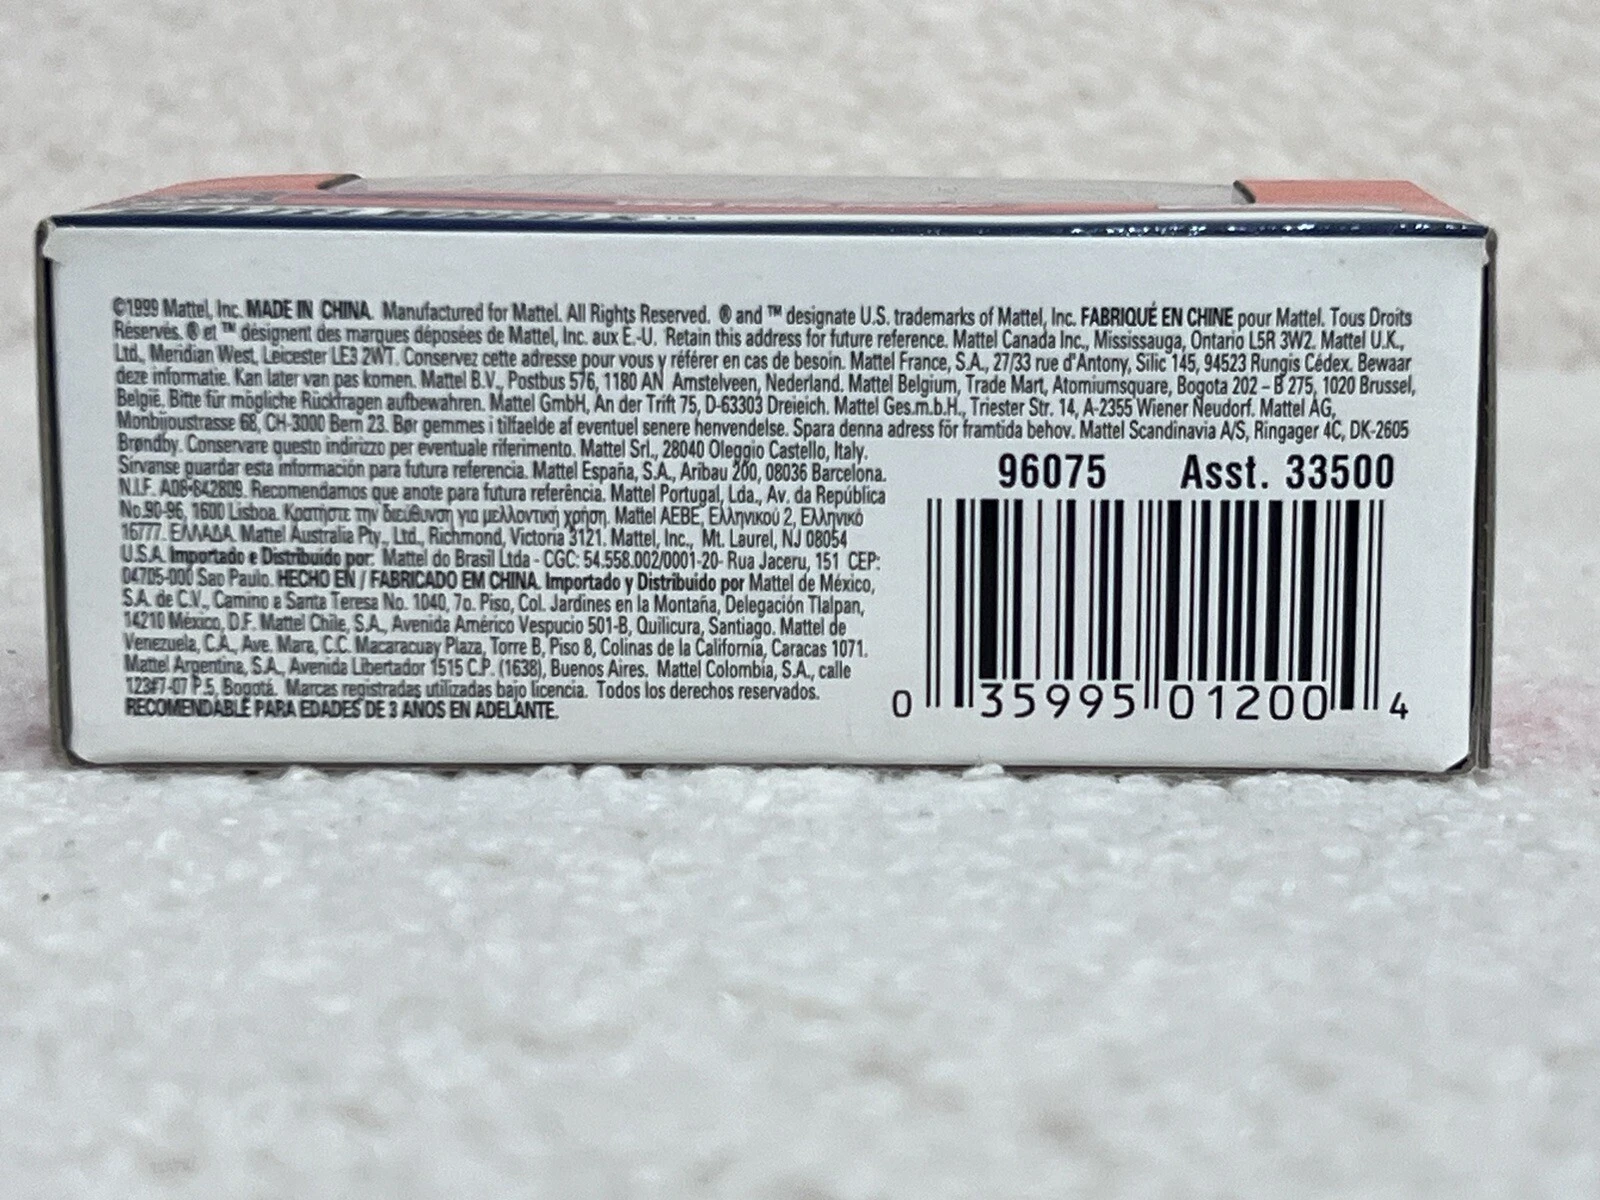 ™
©1999 Mattel, Inc. MADE IN CHINA. Manufactured for Mattel. All Rights Reserved. ® and ™ designate U.S. trademarks of Mattel, Inc. FABRIQUÉ EN CHINE pour Mattel. Tous Droits
Réservés. ® et ™ désignent des marques déposées de Mattel, Inc. aux E.-U. Retain this address for future reference. Mattel Canada Inc., Mississauga, Ontario L5R 3W2. Mattel U.K.,
Ltd., Meridian West, Leicester LE3 2WT. Conservez cette adresse pour vous y référer en cas de besoin. Mattel France, S.A., 27/33 rue d'Antony, Silic 145, 94523 Rungis Cédex. Bewaar
deze informatie. Kan later van pas komen. Mattel B.V., Postbus 576, 1180 AN Amstelveen, Nederland. Mattel Belgium, Trade Mart, Atomiumsquare, Bogota 202 – B 275, 1020 Brussel,
België. Bitte für mögliche Rückfragen aufbewahren. Mattel GmbH, An der Trift 75, D-63303 Dreieich. Mattel Ges.m.b.H., Triester Str. 14, A-2355 Wiener Neudorf. Mattel AG,
Monbijoustrasse 68, CH-3000 Bern 23. Bør gemmes i tilfaelde af eventuel senere henvendelse. Spara denna adress för framtida behov. Mattel Scandinavia A/S, Ringager 4C, DK-2605
Brøndby. Conservare questo indirizzo per eventuale riferimento. Mattel Srl., 28040 Oleggio Castello, Italy.
Sírvanse guardar esta información para futura referencia. Mattel España, S.A., Aribau 200, 08036 Barcelona.
N.I.F. A08-842809. Recomendamos que anote para futura referência. Mattel Portugal, Lda., Av. da República
No.90-96, 1600 Lisboa. Κρατήστε την διεύθυνση για μελλοντική χρήση. Mattel AEBE, Ελληνικού 2, Ελληνικό
16777. ΕΛΛΑΔΑ. Mattel Australia Pty., Ltd., Richmond, Victoria 3121. Mattel, Inc., Mt. Laurel, NJ 08054
U.S.A. Importado e Distribuido por: Mattel do Brasil Ltda - CGC: 54.558.002/0001-20- Rua Jaceru, 151 CEP:
04705-000 Sao Paulo. HECHO EN / FABRICADO EM CHINA. Importado y Distribuido por Mattel de México,
S.A. de C.V., Camino a Santa Teresa No. 1040, 7o. Piso, Col. Jardines en la Montaña, Delegación Tlalpan,
14210 México, D.F. Mattel Chile, S.A., Avenida Américo Vespucio 501-B, Quilicura, Santiago. Mattel de
Venezuela, C.A., Ave. Mara, C.C. Macaracuay Plaza, Torre B, Piso 8, Colinas de la California, Caracas 1071.
Mattel Argentina, S.A., Avenida Libertador 1515 C.P. (1638), Buenos Aires. Mattel Colombia, S.A., calle
123#7-07 P.5, Bogotá. Marcas registradas utilizadas bajo licencia. Todos los derechos reservados.
RECOMENDABLE PARA EDADES DE 3 ANOS EN ADELANTE.
96075 Asst. 33500
0 35995 01200 4